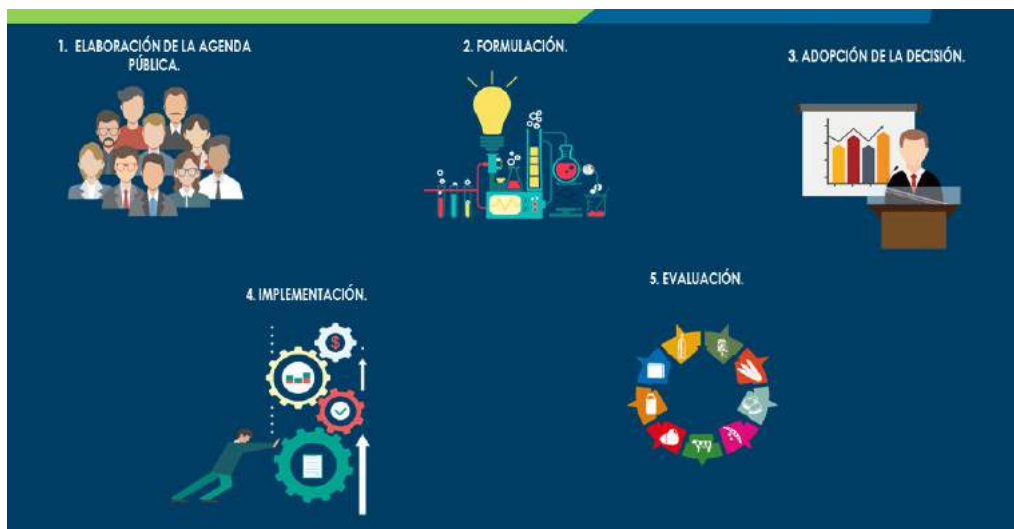 1. ELABORACIÓN DE LA AGENDA
PÚBLICA.
2. FORMULACIÓN.
3. ADOPCIÓN DE LA DECISIÓN.
4. IMPLEMENTACIÓN.
$
5. EVALUACIÓN.